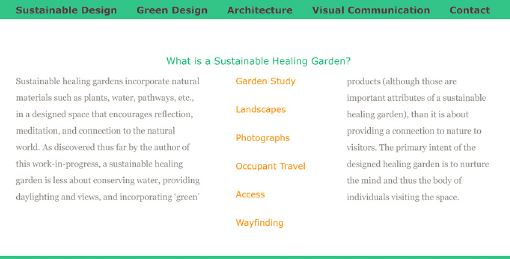 Sustainable Design Green Design Architecture Visual Communication Contact
What is a Sustainable Healing Garden?
Sustainable healing gardens incorporate natural
materials such as plants, water, pathways, etc.,
in a designed space that encourages reflection,
meditation, and connection to the natural
world. As discovered thus far by the author of
this work-in-progress, a sustainable healing
garden is less about conserving water, providing
daylighting and views, and incorporating 'green'
Garden Study
Landscapes
Photographs
Occupant Travel
Access
Wayfinding
products (although those are
important attributes of a sustainable
healing garden), than it is about
providing a connection to nature to
visitors. The primary intent of the
designed healing garden is to nurture
the mind and thus the body of
individuals visiting the space.